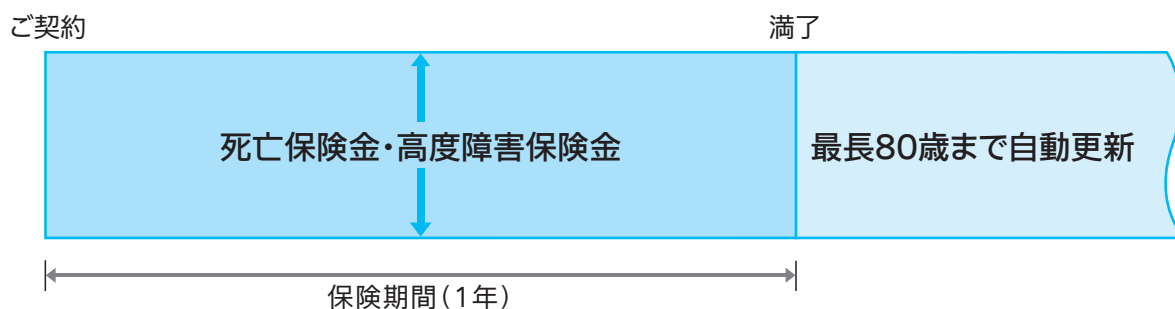 ご契約
満了
死亡保険金・高度障害保険金
最長80歳まで自動更新
保険期間（1年）